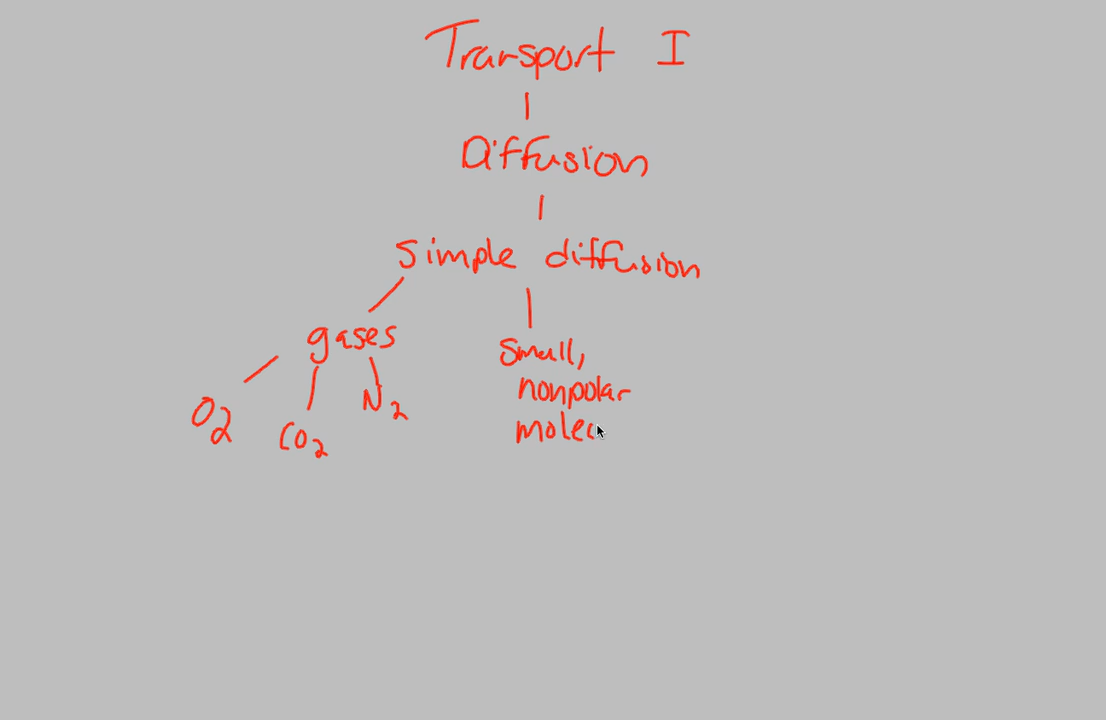 Transport I
Diffusion
Simple diffusion
gases
Small,
nonpolar
molec
O2
CO2
N2